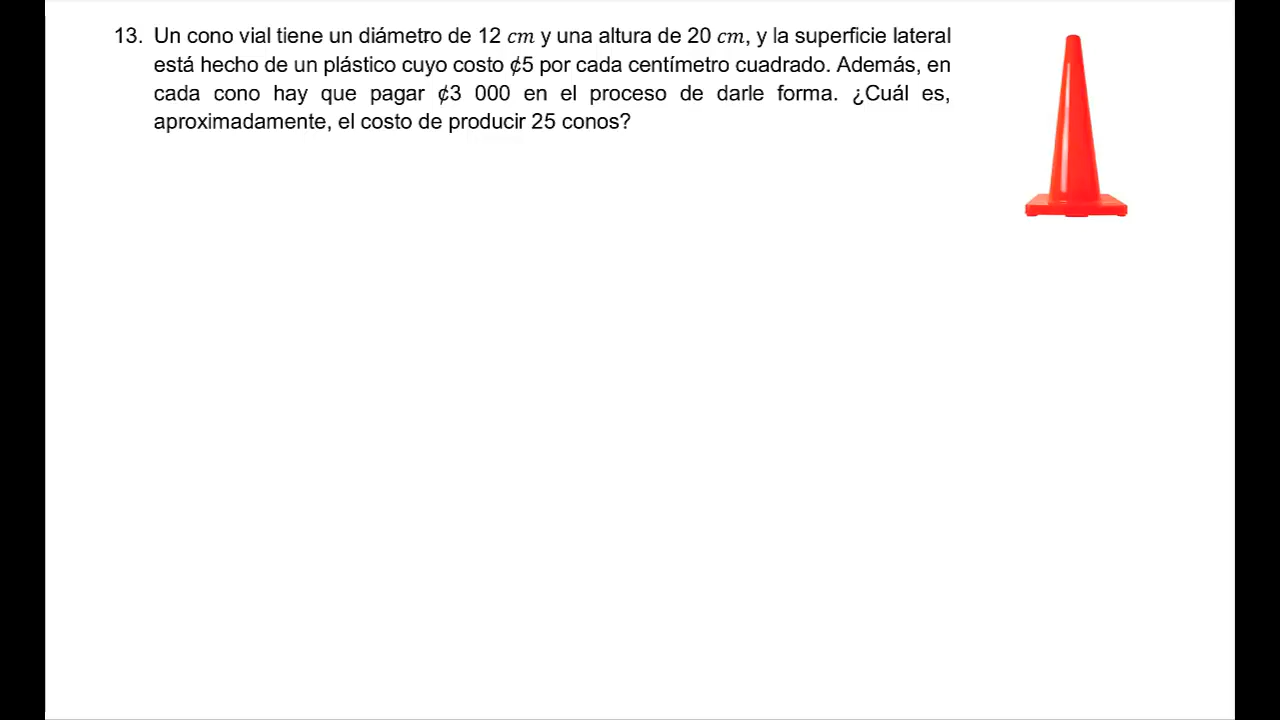 13. Un cono vial tiene un diámetro de 12 cm y una altura de 20 cm, y la superficie lateral
está hecho de un plástico cuyo costo ₡5 por cada centímetro cuadrado. Además, en
cada cono hay que pagar ₡3 000 en el proceso de darle forma. ¿Cuál es,
aproximadamente, el costo de producir 25 conos?